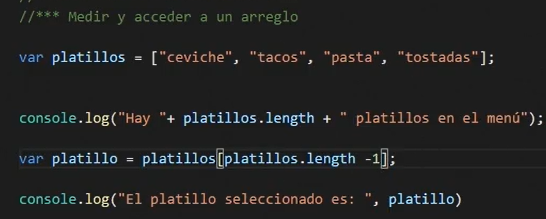 //*** Medir y acceder a un arreglo
var platillos = ["ceviche", "tacos", "pasta", "tostadas"];
console.log("Hay "+ platillos.length + " platillos en el menú");
var platillo = platillos[platillos.length -1];
console.log("El platillo seleccionado es: ", platillo)